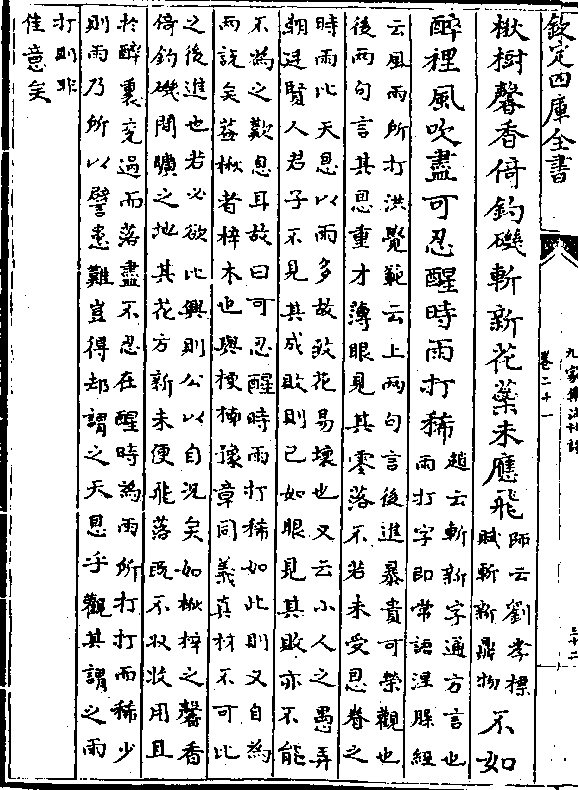 欽定四庫全書
九家集注杜詩
卷二十一
三十二
楸樹馨香倚釣磯斬新花蘂未應飛
師云劉孝標
賦斬新鼎物
不如
醉裡風吹盡可忍醒時雨打稀
趙云斬新字通方言也
雨打字即常語涅槃經
云風雨所打洪覺範云上兩句言後進暴貴可榮觀也
後兩句言其恩重才薄眼見其零落不若未受恩眷之
時雨比天恩以雨多故致花易壞也又云小人之愚弄
朝廷賢人君子不見其成敗則已如眼見其敗亦不能
不為之歎息耳故曰可忍醒時雨打稀如此則又自為
兩説矣葢楸者梓木也與楩楠豫章同義真材不可比
之後進也若必欲比興則公以自況矣如楸梓之馨香
倚釣磯間曠之地其花方新未便飛落既不収用且
於醉裏過而落盡不忍在醒時為雨所打打而稀少
則雨乃所以譬患難豈得却謂之天恩乎觀其謂之雨
打則非
佳意矣